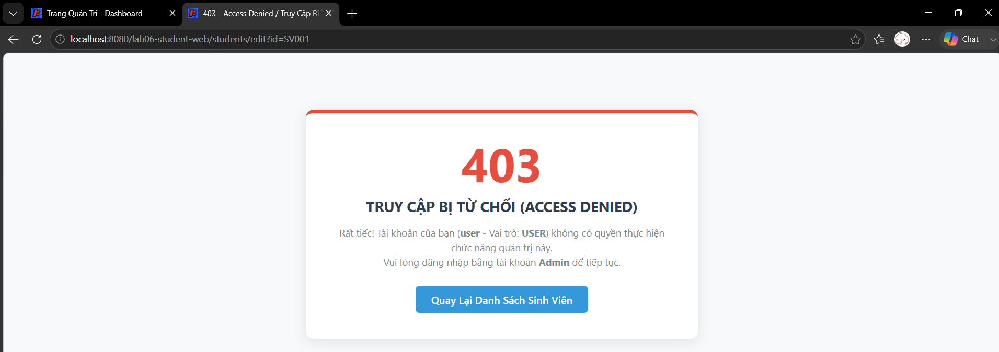 Trang Quản Trị - Dashboard
403 - Access Denied / Truy Cập Bị
localhost:8080/lab06-student-web/students/edit?id=SV001
Chat
403
TRUY CẬP BỊ TỪ CHỐI (ACCESS DENIED)
Rất tiếc! Tài khoản của bạn (user - Vai trò: USER) không có quyền thực hiện
chức năng quản trị này.
Vui lòng đăng nhập bằng tài khoản Admin để tiếp tục.
Quay Lại Danh Sách Sinh Viên